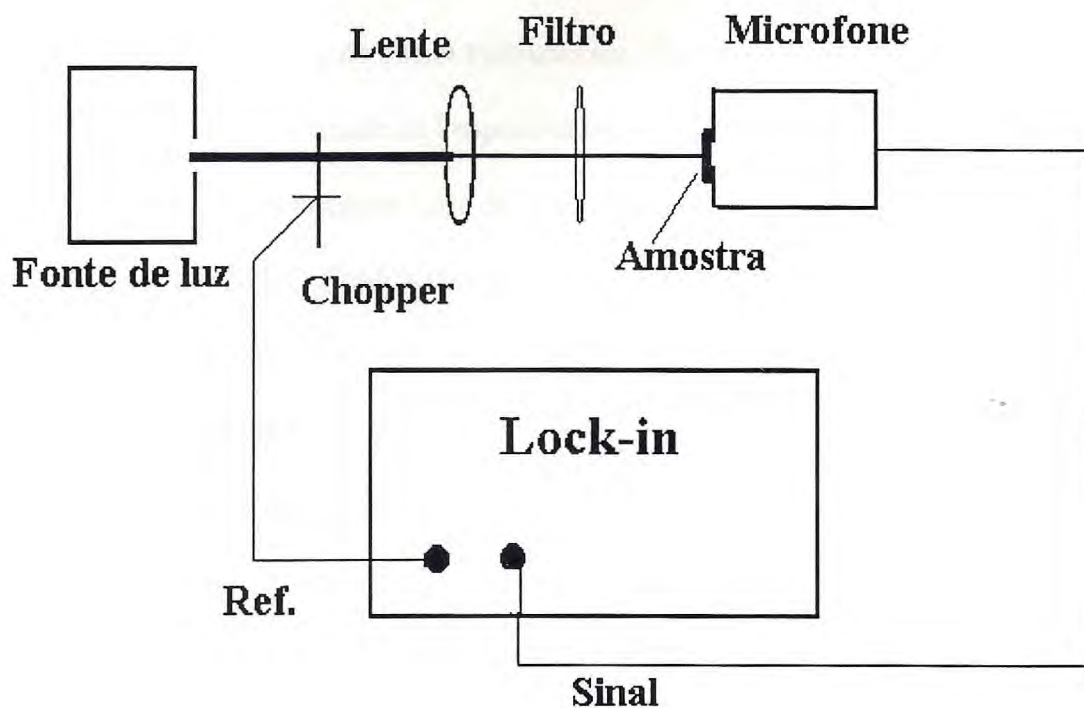 Lente
Filtro
Microfone
Fonte de luz
Chopper
Amostra
Lock-in
Ref.
Sinal